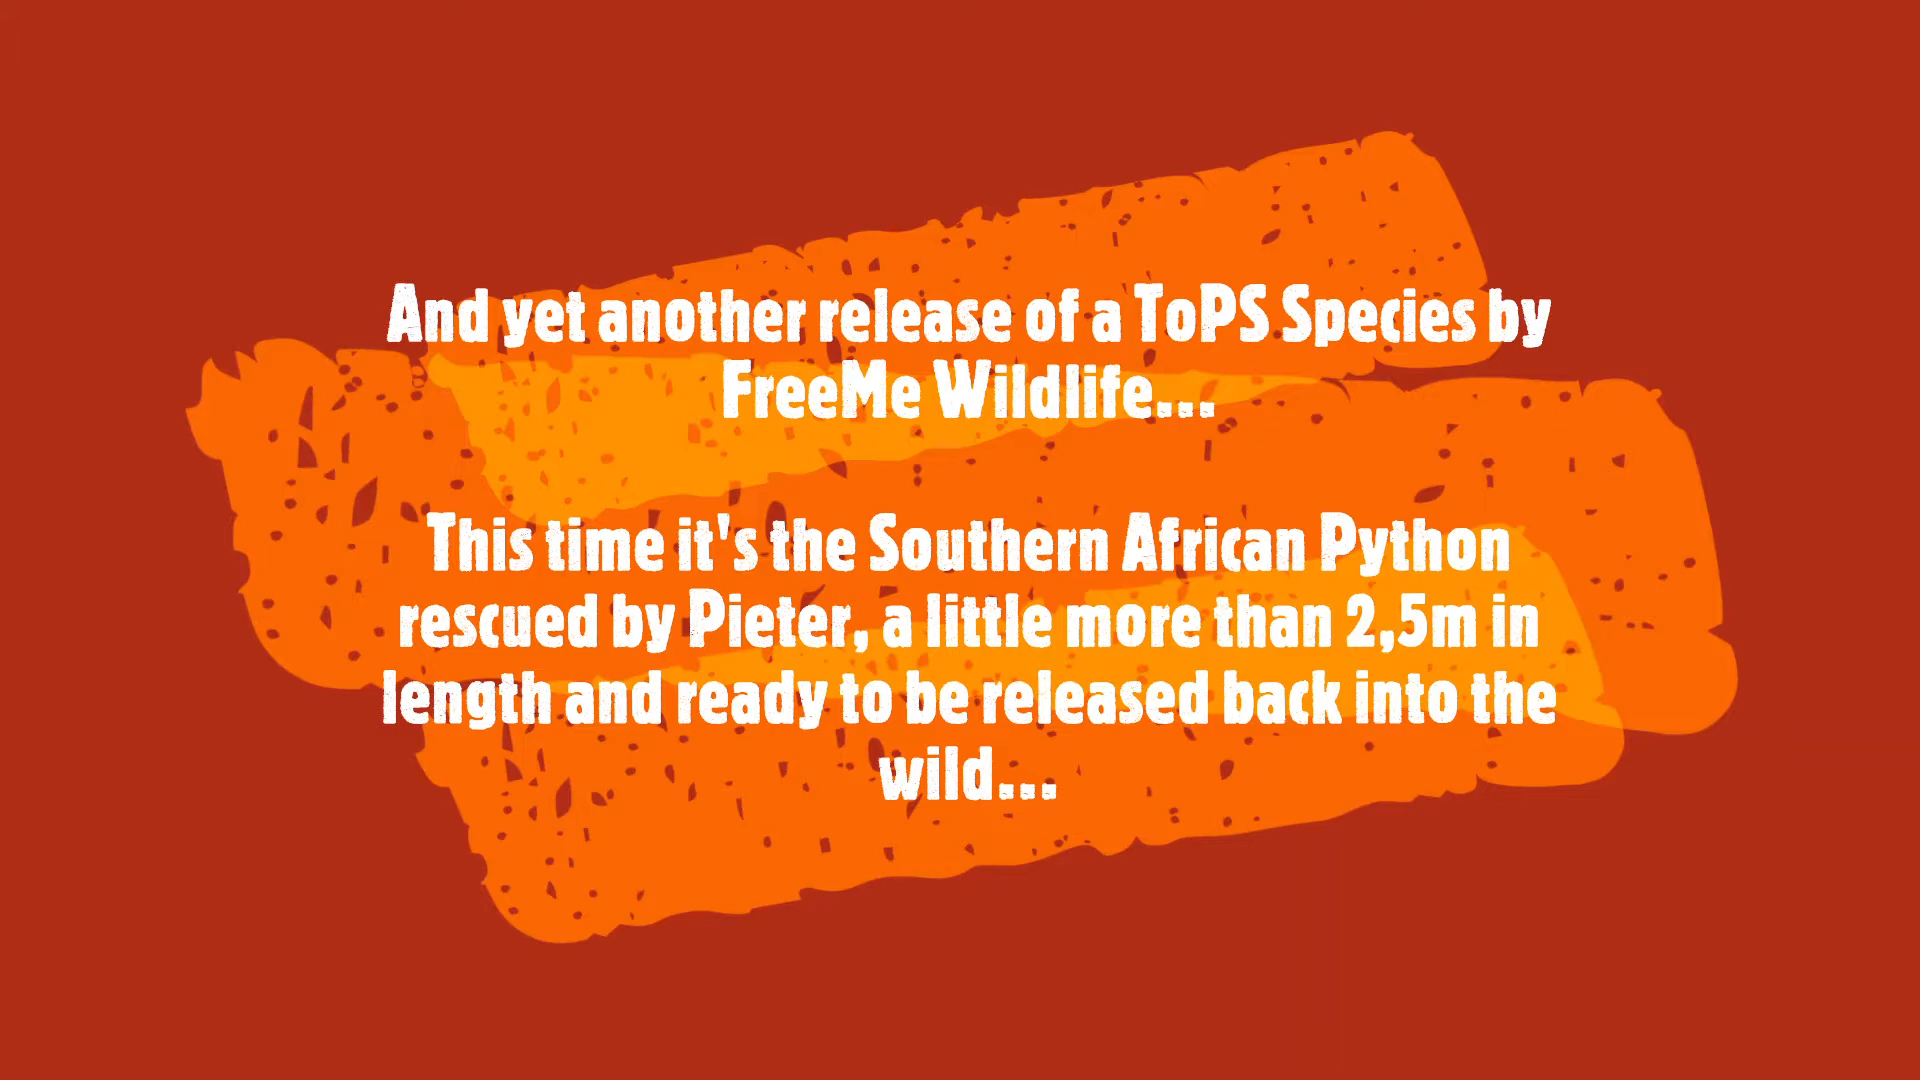 And yet another release of a ToPS Species by
FreeMe Wildlife...
This time it's the Southern African Python
rescued by Pieter, a little more than 2,5m in
length and ready to be released back into the
wild...